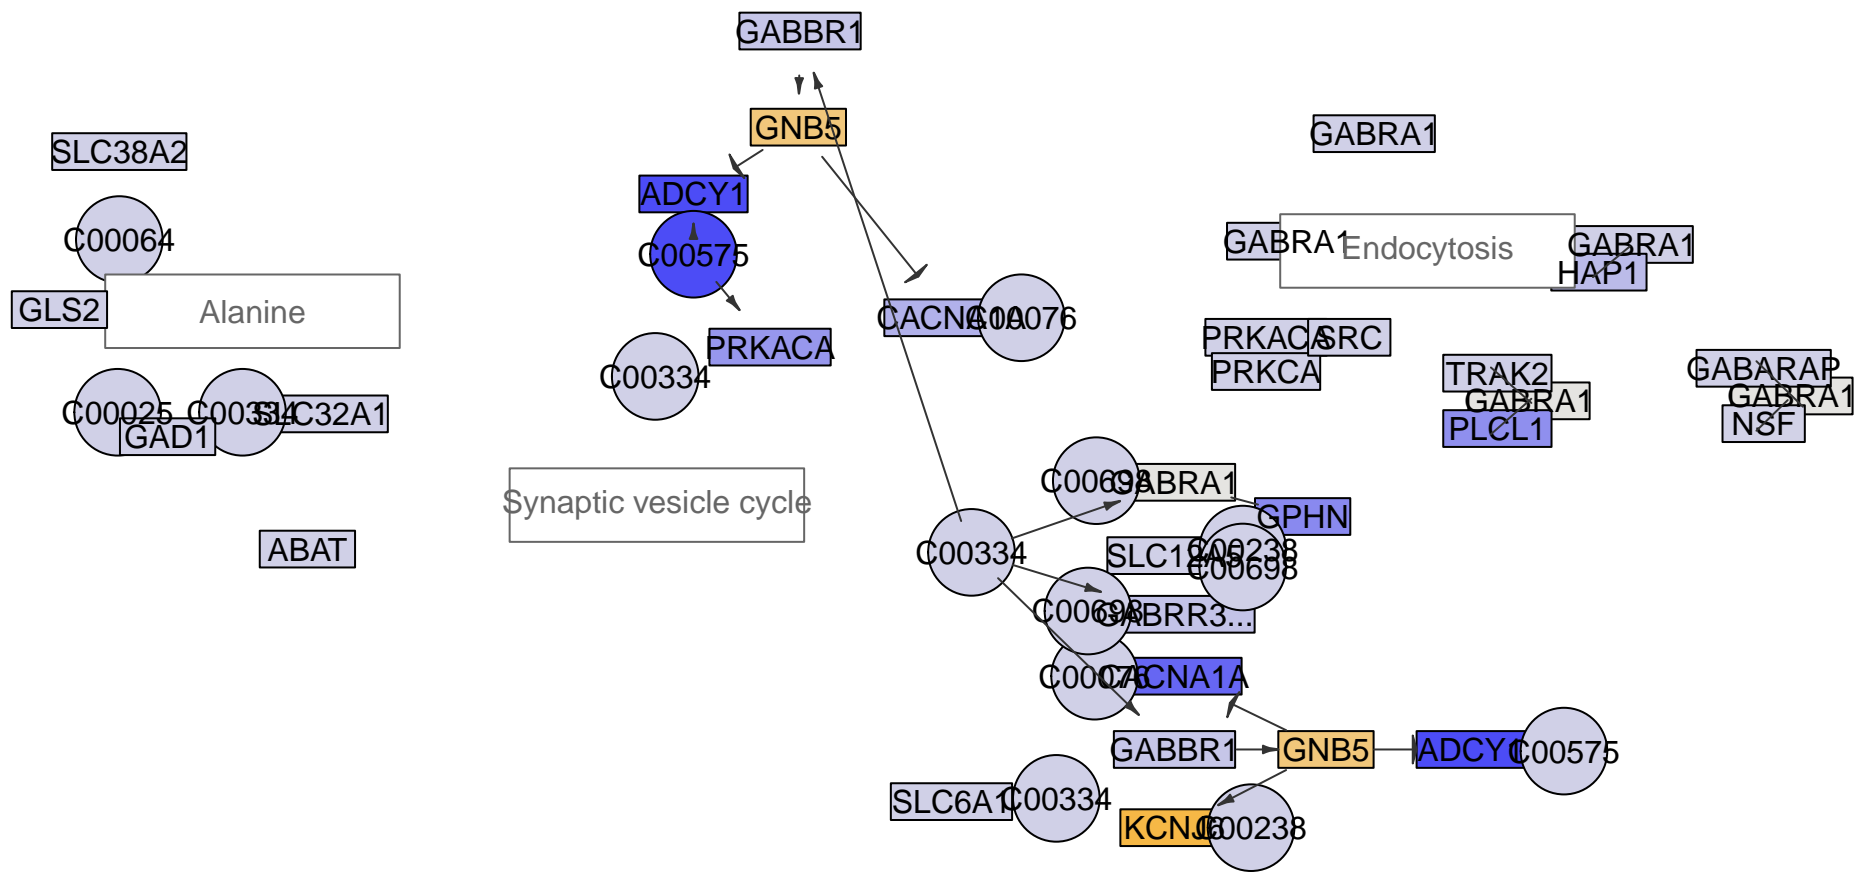 GABBR1
GNB5
GABRA1
SLC38A2
ADCY1
C00064
C00575
GABRA1
Endocytosis
GABRA1
HAP1
GLS2
Alanine
CACNA1A
C00076
PRKACA
PRKACA
SRC
C00334
PRKCA
TRAK2
GABARAP
GABRA1
GABRA1
C00025
C00334
SLC32A1
GAD1
PLCL1
NSF
C00698
GABRA1
Synaptic vesicle cycle
GPHN
ABAT
C00334
SLC12A5
C00238
C00698
C00698
GABRR3...
C00076
CACNA1A
GABBR1
GNB5
ADCY1
C00575
SLC6A1
C00334
KCNJ6
C00238